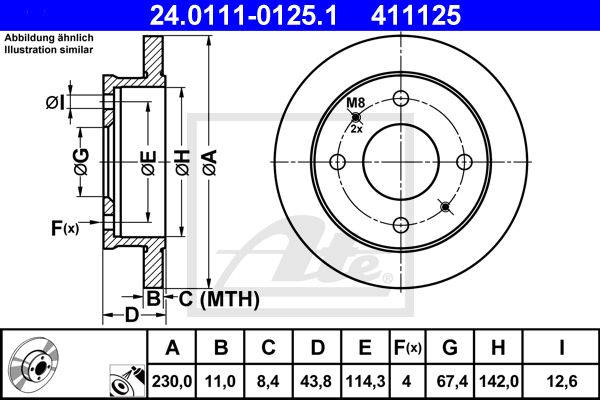 24.0111-0125.1 411125
Abbildung ähnlich
Illustration similar
ØI
ØG
ØE
ØH
ØA
F(x)
M8
2x
B
C (MTH)
D
Ate
®
A B C D E F(x) G H I
230,0 11,0 8,4 43,8 114,3 4 67,4 142,0 12,6